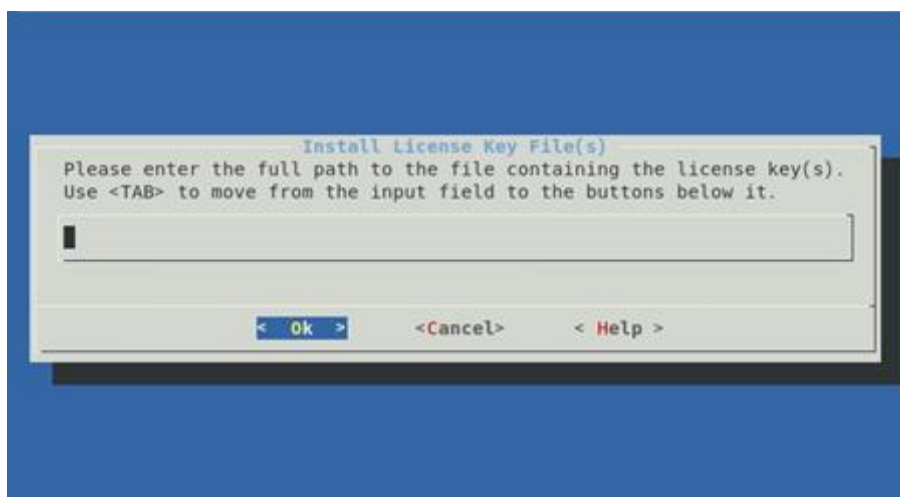 Install License Key File(s)
Please enter the full path to the file containing the license key(s).
Use <TAB> to move from the input field to the buttons below it.
< Ok > <Cancel> < Help >